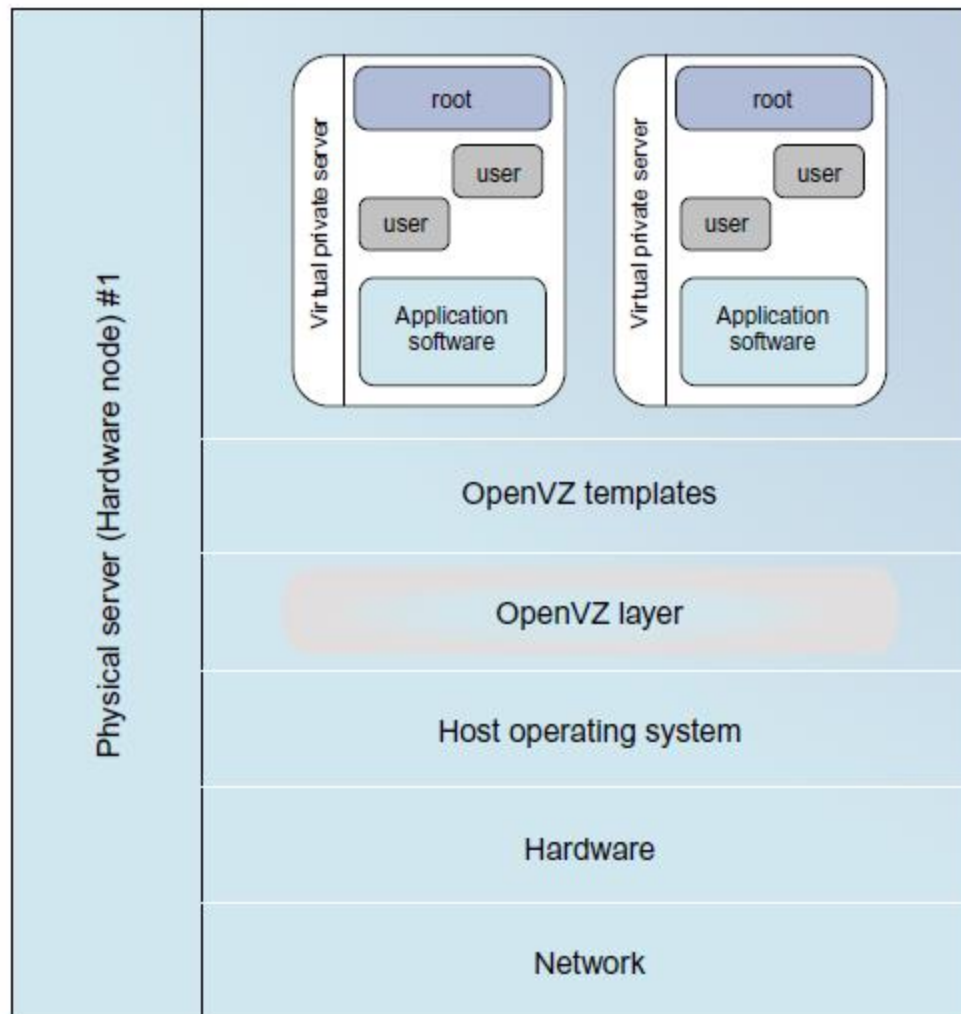 Physical server (Hardware node) #1
Virtual private server
root
user
user
Application
software
Virtual private server
root
user
user
Application
software
OpenVZ templates
OpenVZ layer
Host operating system
Hardware
Network